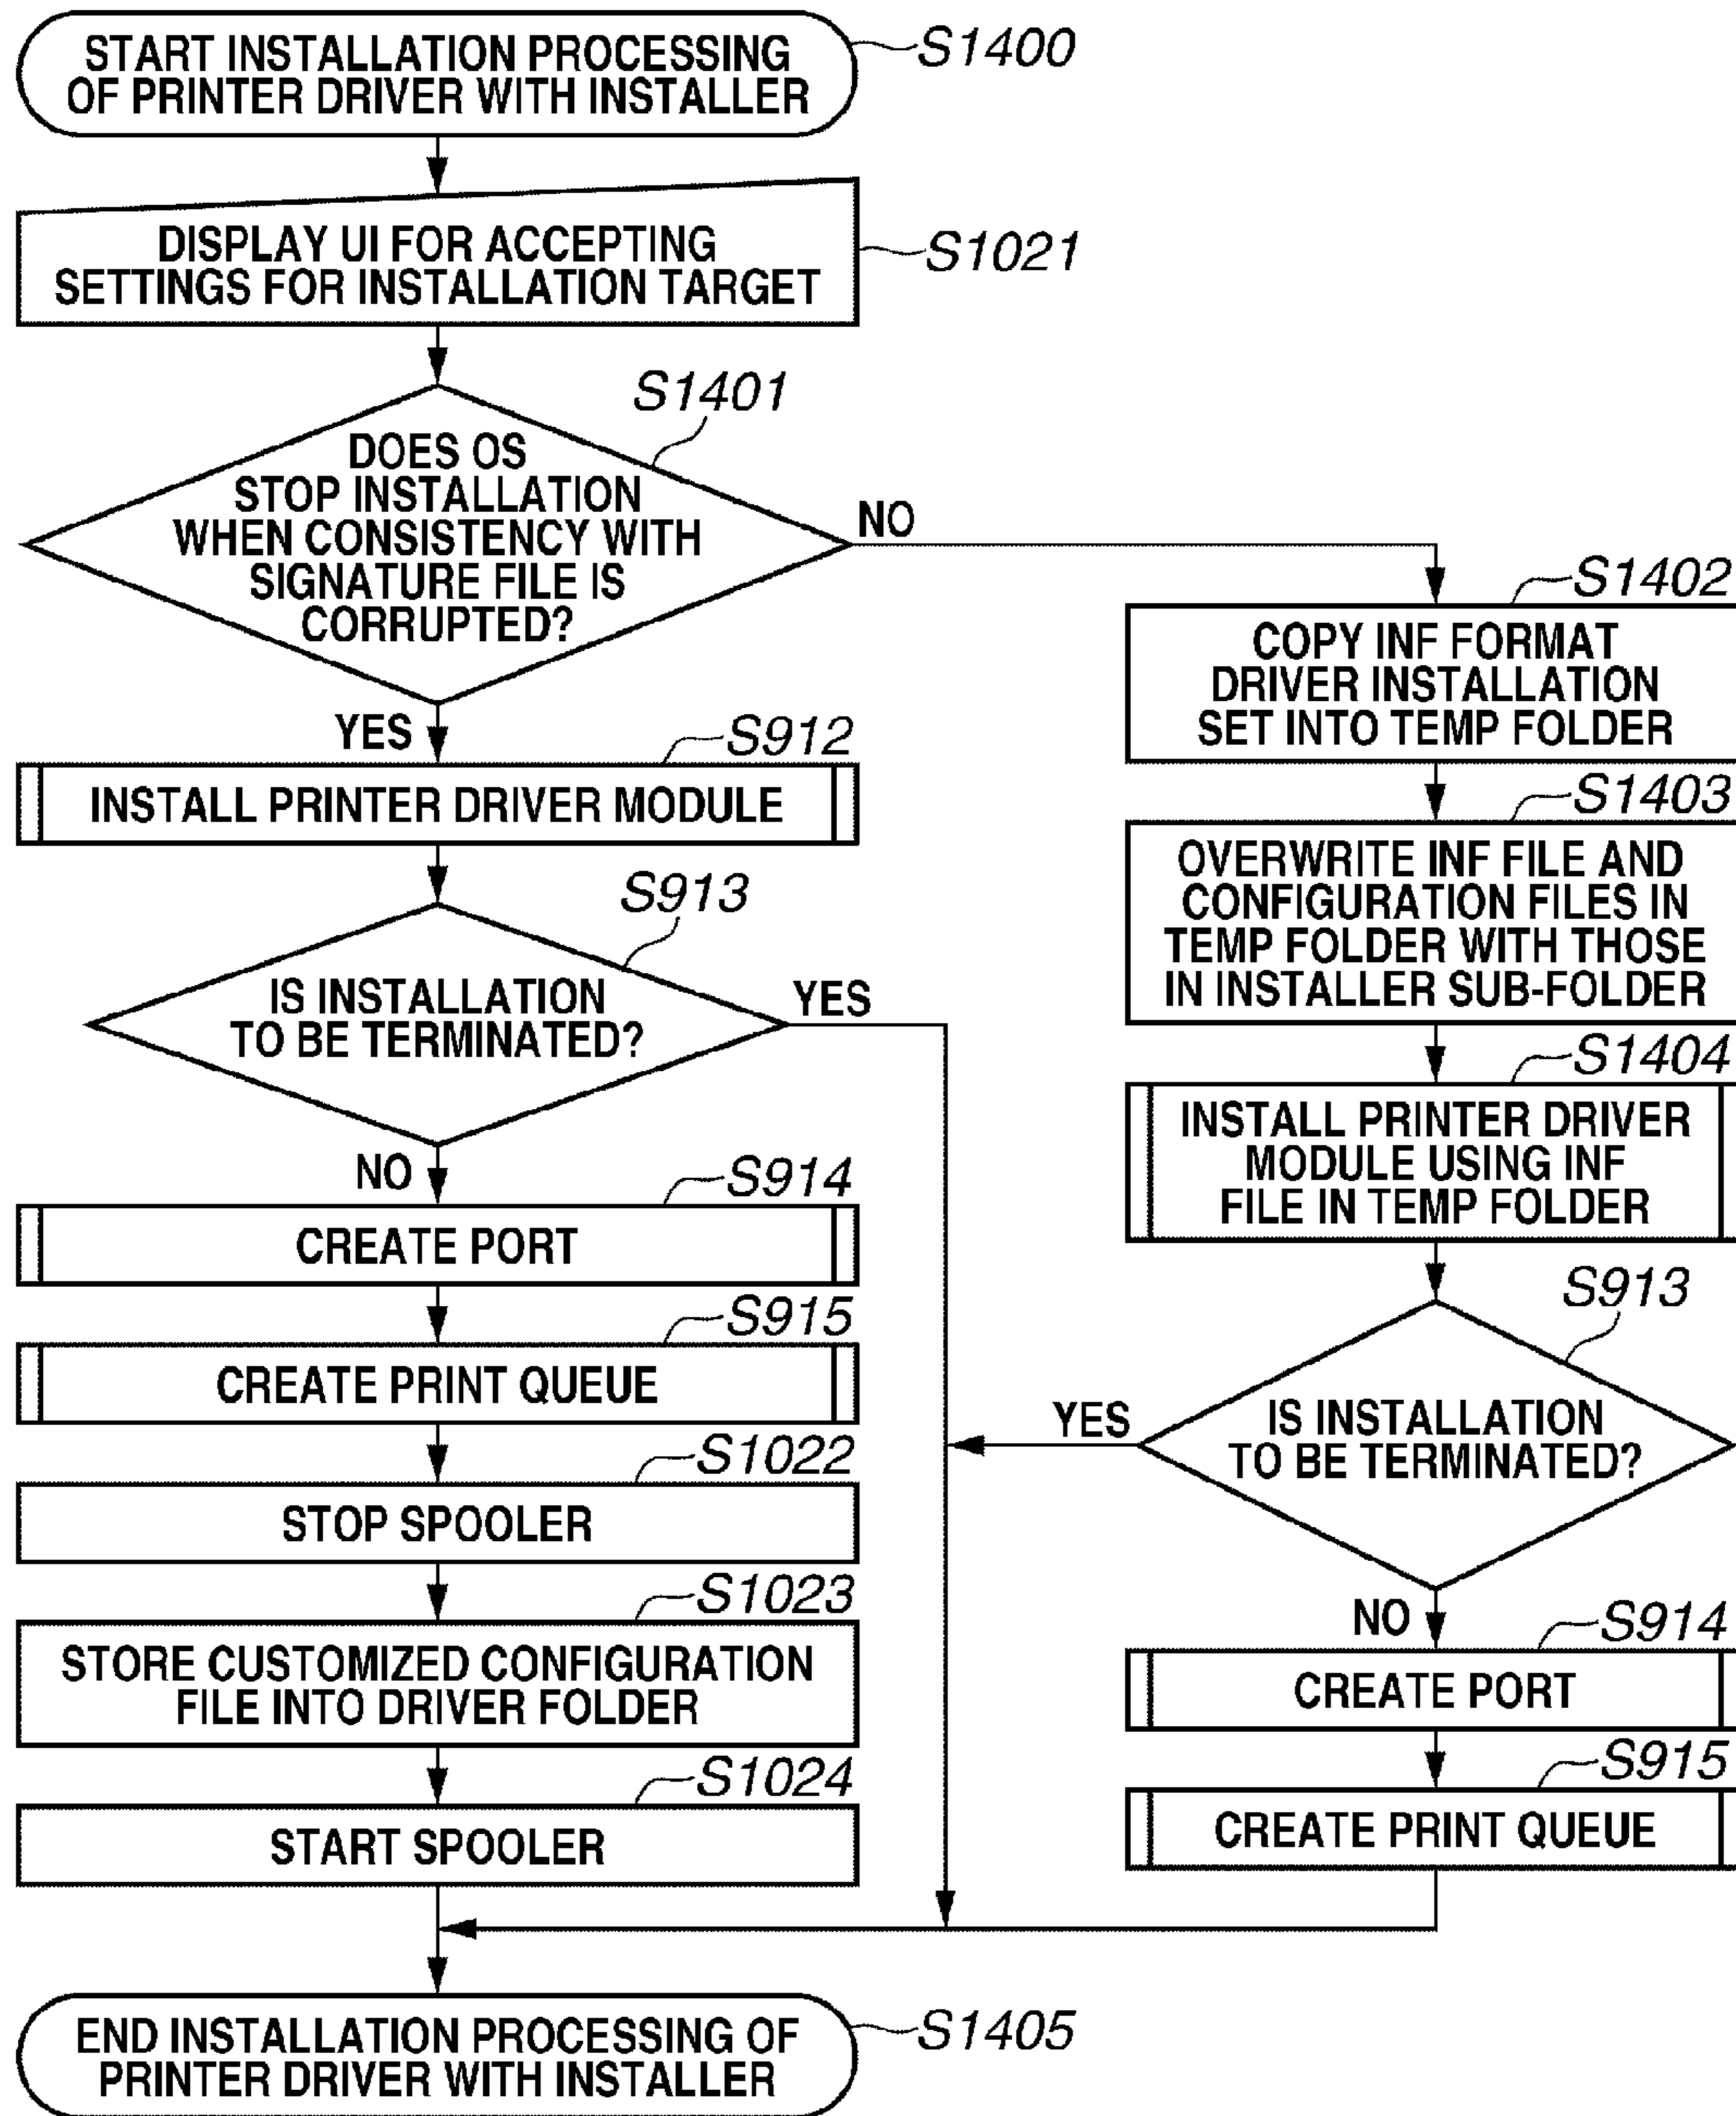 START INSTALLATION PROCESSING
OF PRINTER DRIVER WITH INSTALLER
S1400
DISPLAY UI FOR ACCEPTING
SETTINGS FOR INSTALLATION TARGET
S1021
S1401
DOES OS
STOP INSTALLATION
WHEN CONSISTENCY WITH
SIGNATURE FILE IS
CORRUPTED?
NO
YES
S912
INSTALL PRINTER DRIVER MODULE
S913
IS INSTALLATION
TO BE TERMINATED?
YES
NO
S914
CREATE PORT
S915
CREATE PRINT QUEUE
S1022
STOP SPOOLER
S1023
STORE CUSTOMIZED CONFIGURATION
FILE INTO DRIVER FOLDER
S1024
START SPOOLER
S1402
COPY INF FORMAT
DRIVER INSTALLATION
SET INTO TEMP FOLDER
S1403
OVERWRITE INF FILE AND
CONFIGURATION FILES IN
TEMP FOLDER WITH THOSE
IN INSTALLER SUB-FOLDER
S1404
INSTALL PRINTER DRIVER
MODULE USING INF
FILE IN TEMP FOLDER
S913
IS INSTALLATION
TO BE TERMINATED?
YES
NO
S914
CREATE PORT
S915
CREATE PRINT QUEUE
END INSTALLATION PROCESSING OF
PRINTER DRIVER WITH INSTALLER
S1405